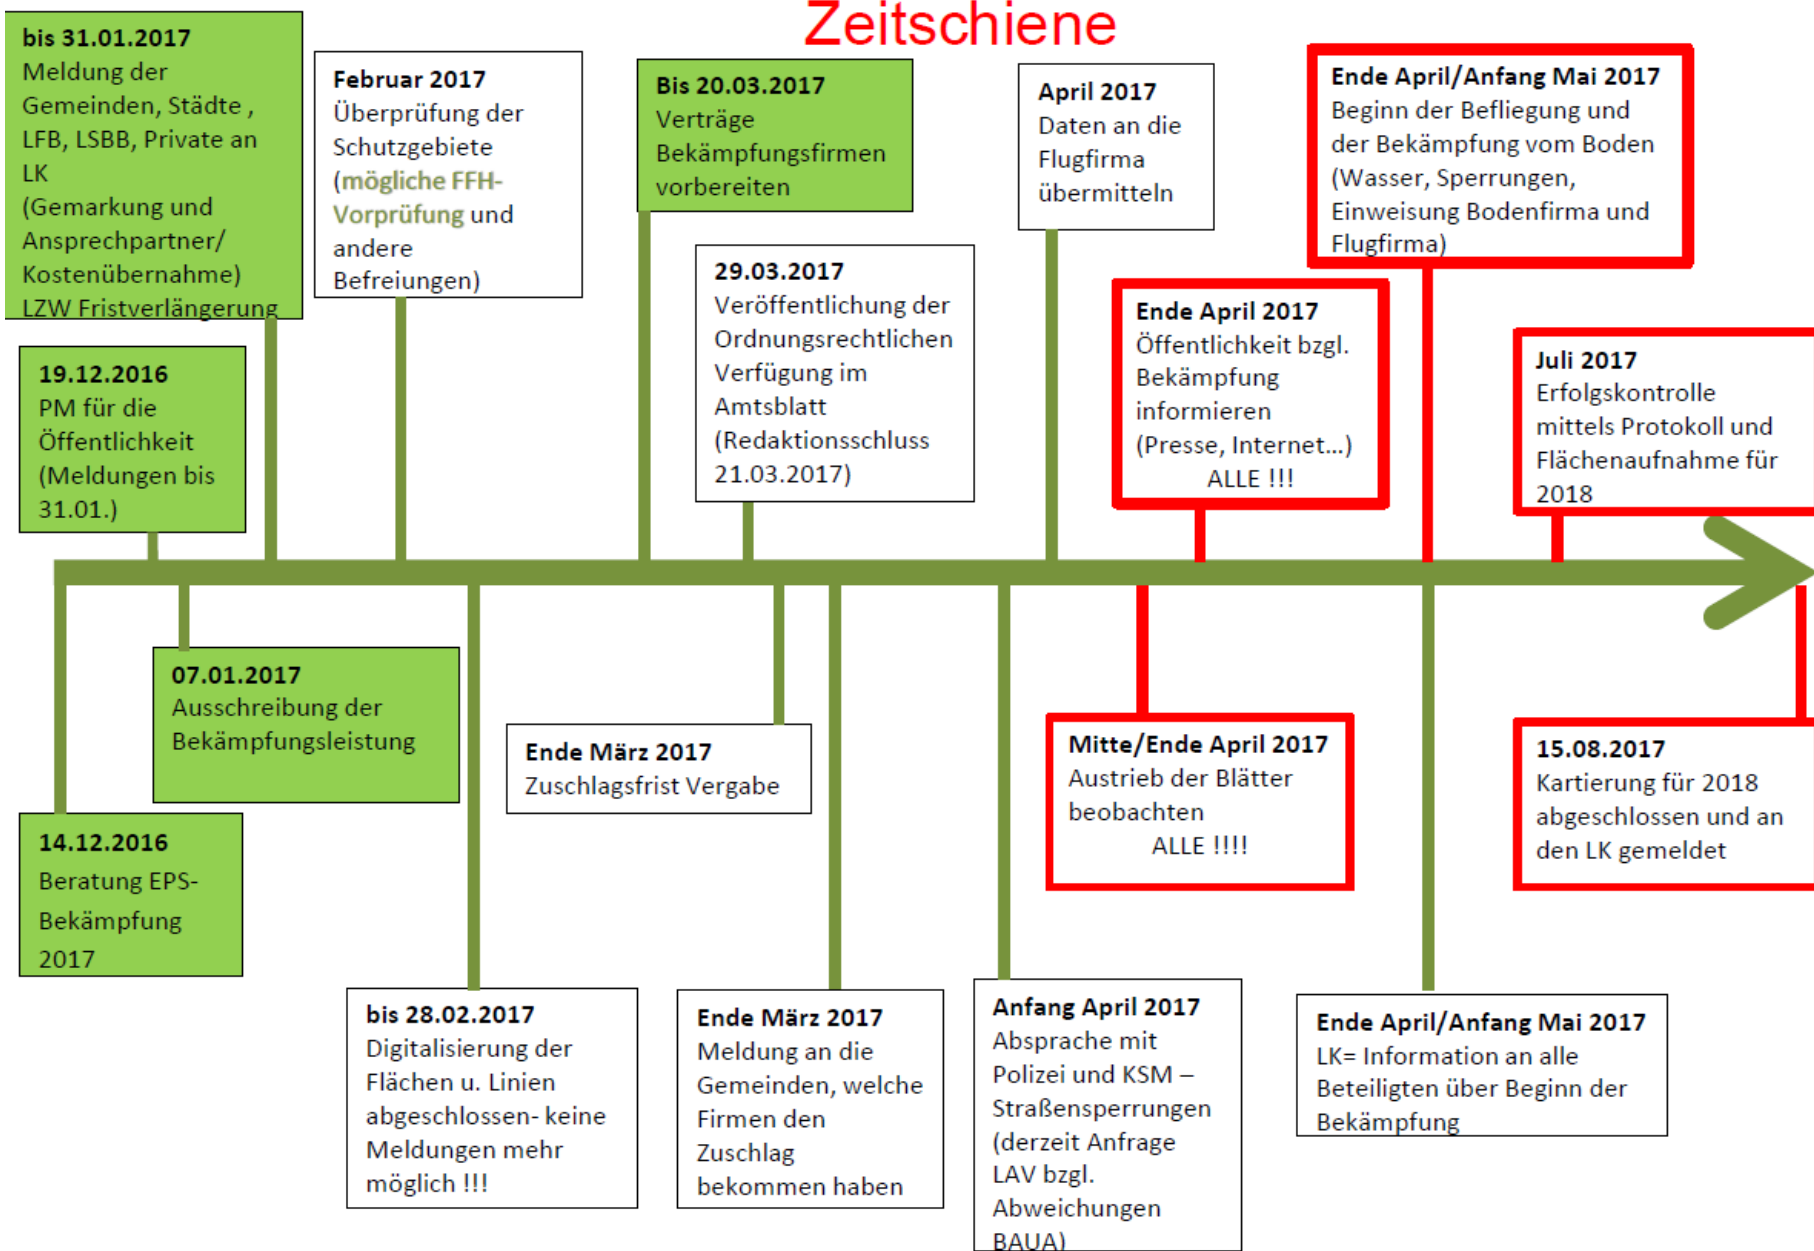 Zeitschiene
bis 31.01.2017
Meldung der
Gemeinden, Städte ,
LFB, LSBB, Private an
LK
(Gemarkung und
Ansprechpartner/
Kostenübernahme)
LZW Fristverlängerung
Februar 2017
Überprüfung der
Schutzgebiete
(mögliche FFH-
Vorprüfung und
andere
Befreiungen)
Bis 20.03.2017
Verträge
Bekämpfungsfirmen
vorbereiten
April 2017
Daten an die
Flugfirma
übermitteln
Ende April/Anfang Mai 2017
Beginn der Befliegung und
der Bekämpfung vom Boden
(Wasser, Sperrungen,
Einweisung Bodenfirma und
Flugfirma)
19.12.2016
PM für die
Öffentlichkeit
(Meldungen bis
31.01.)
29.03.2017
Veröffentlichung der
Ordnungsrechtlichen
Verfügung im
Amtsblatt
(Redaktionsschluss
21.03.2017)
Ende April 2017
Öffentlichkeit bzgl.
Bekämpfung
informieren
(Presse, Internet...)
ALLE !!!
Juli 2017
Erfolgskontrolle
mittels Protokoll und
Flächenaufnahme für
2018
07.01.2017
Ausschreibung der
Bekämpfungsleistung
Ende März 2017
Zuschlagsfrist Vergabe
Mitte/Ende April 2017
Austrieb der Blätter
beobachten
ALLE !!!!
15.08.2017
Kartierung für 2018
abgeschlossen und an
den LK gemeldet
14.12.2016
Beratung EPS-
Bekämpfung
2017
bis 28.02.2017
Digitalisierung der
Flächen u. Linien
abgeschlossen- keine
Meldungen mehr
möglich !!!
Ende März 2017
Meldung an die
Gemeinden, welche
Firmen den
Zuschlag
bekommen haben
Anfang April 2017
Absprache mit
Polizei und KSM –
Straßensperrungen
(derzeit Anfrage
LAV bzgl.
Abweichungen
BAUA)
Ende April/Anfang Mai 2017
LK= Information an alle
Beteiligten über Beginn der
Bekämpfung